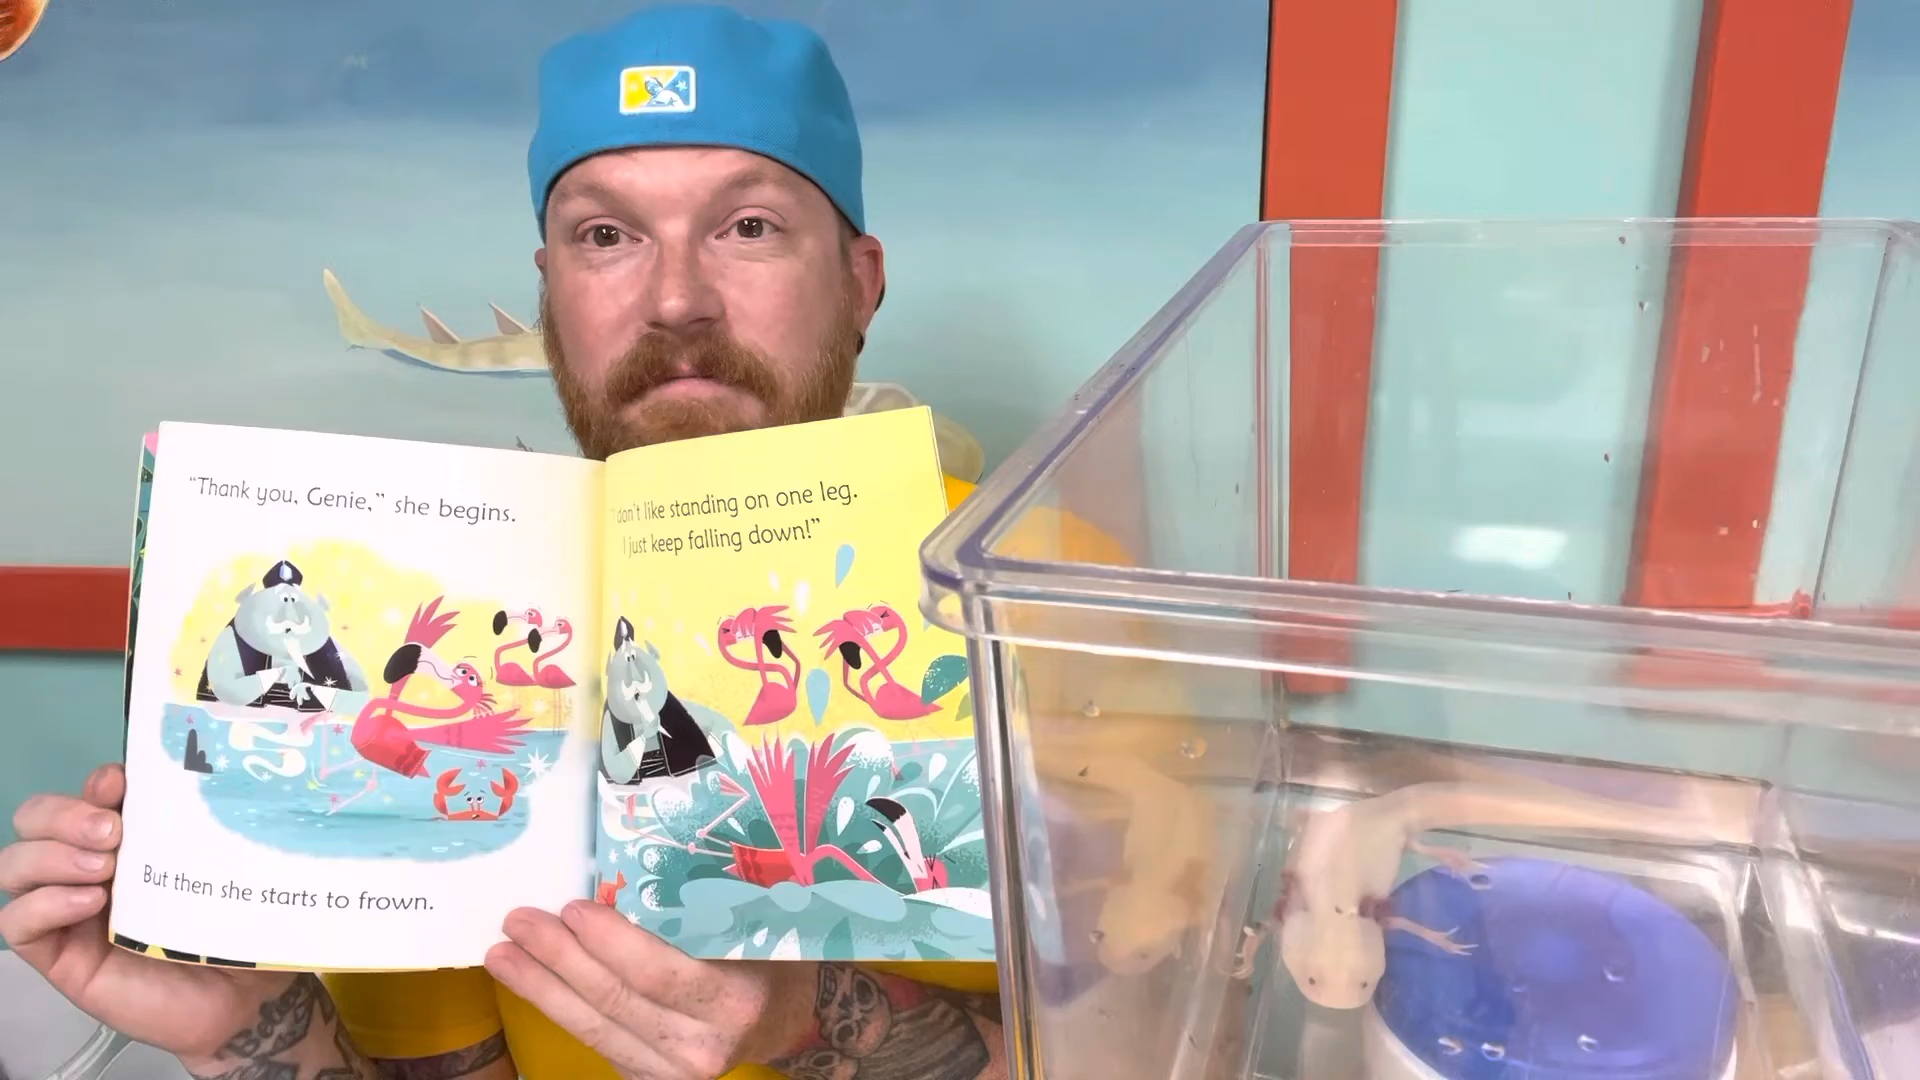 “Thank you, Genie,” she begins.
But then she starts to frown.
don't like standing on one leg.
I just keep falling down!”